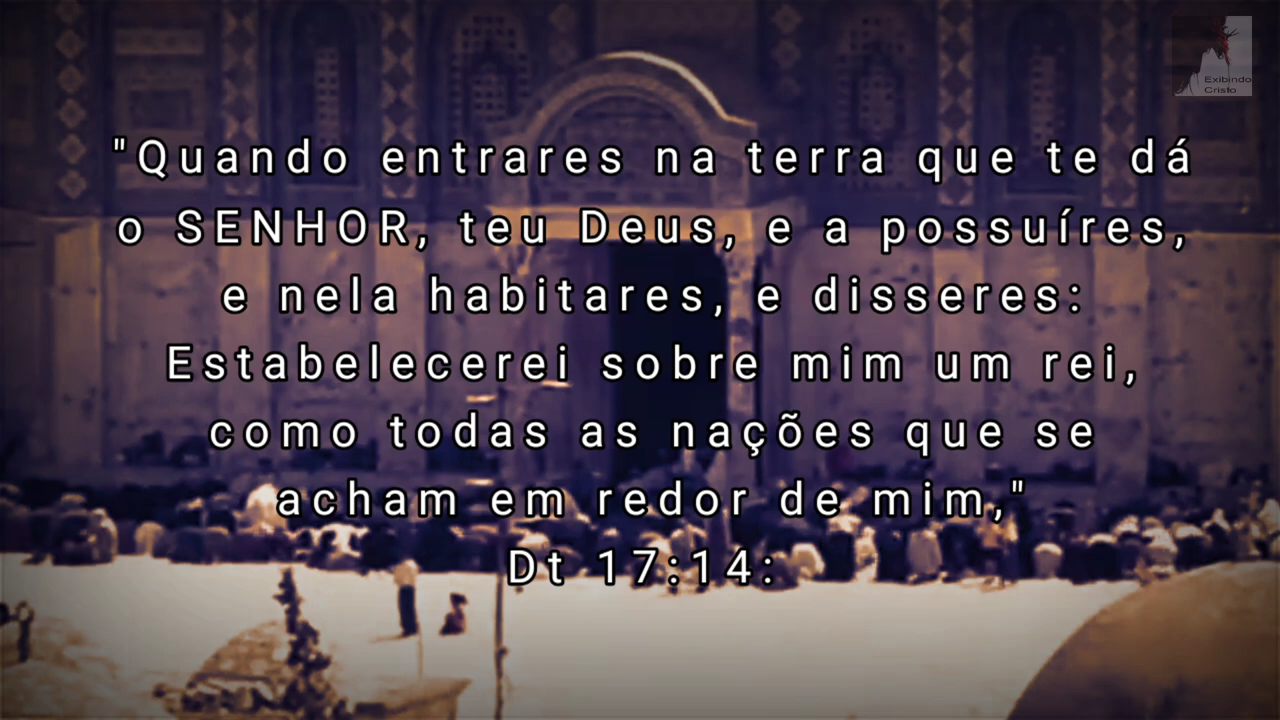 Exibindo
Cristo
"Quando entrares na terra que te dá
o SENHOR, teu Deus, e a possuíres,
e nela habitares, e disseres:
Estabelecerei sobre mim um rei,
como todas as nações que se
acham em redor de mim,"
Dt 17:14: